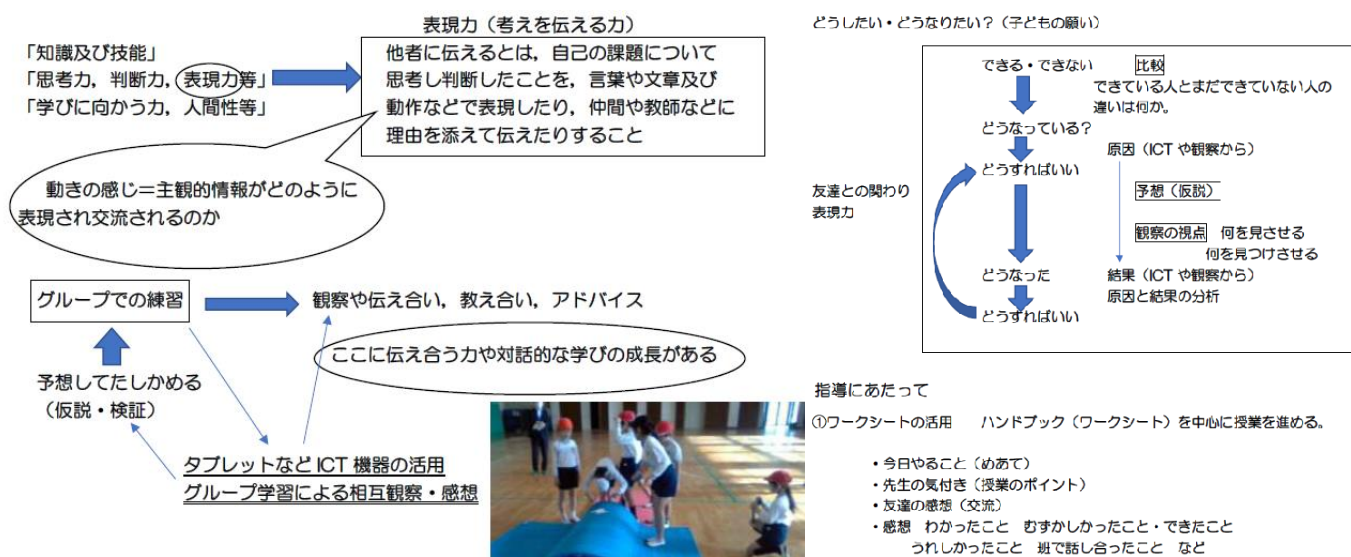 表現力（考えを伝える力）
「知識及び技能」
「思考力，判断力，表現力等」
「学びに向かう力，人間性等」
他者に伝えるとは，自己の課題について
思考し判断したことを，言葉や文章及び
動作などで表現したり，仲間や教師などに
理由を添えて伝えたりすること
動きの感じ＝主観的情報がどのように
表現され交流されるのか
グループでの練習
観察や伝え合い，教え合い，アドバイス
ここに伝え合う力や対話的な学びの成長がある
予想してたしかめる
（仮説・検証）
タブレットなど ICT 機器の活用
グループ学習による相互観察・感想
どうしたい・どうなりたい？（子どもの願い）
できる・できない
比較
できている人とまだできていない人の
違いは何か。
どうなっている？
原因（ICT や観察から）
どうすればいい
友達との関わり
表現力
予想（仮説）
観察の視点　何を見させる
何を見つけさせる
どうなった
結果（ICT や観察から）
原因と結果の分析
どうすればいい
指導にあたって
①ワークシートの活用　　ハンドブック（ワークシート）を中心に授業を進める。
・今日やること（めあて）
・先生の気付き（授業のポイント）
・友達の感想（交流）
・感想　わかったこと　むずかしかったこと・できたこと
うれしかったこと　班で話し合ったこと　など